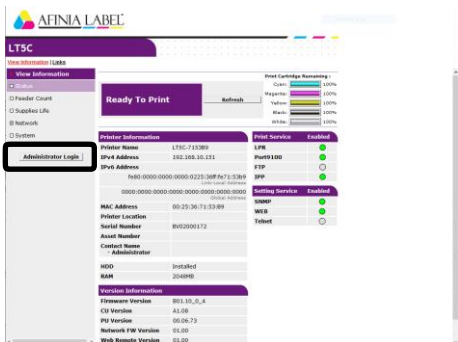 AFINIA LABEL
LT5C
View Information | Links
View Information
Status
Feeder Count
Supplies Life
Network
System
Administrator Login
Ready To Print
Refresh
Print Cartridge Remaining :
Cyan: 100%
Magenta: 100%
Yellow: 100%
Black: 100%
White: 100%
Printer Information
Printer Name LT5C-7153B9
IPv4 Address 192.168.10.151
IPv6 Address
Link Local Address
0000:0000:0000:0000:0000:0000:0000:0000
Global Address
MAC Address 00:25:36:71:53:B9
Printer Location
Serial Number BV02000172
Asset Number
Contact Name
- Administrator
HDD Installed
RAM 2048MB
Version Information
Firmware Version B01.10_0_4
CU Version A1.08
PU Version 00.06.73
Network FW Version 01.00
Web Remote Version 01.00
Print Service Enabled
LPR
Port9100
FTP
IPP
Setting Service Enabled
SNMP
WEB
Telnet